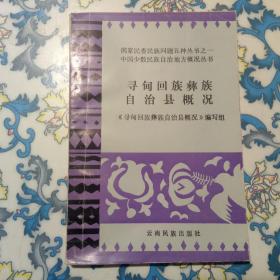 国家民委民族问题五种丛书之一
中国少数民族自治地方概况丛书
寻甸回族彝族
自治县概况
《寻甸回族彝族自治县概况》编写组
云南民族出版社